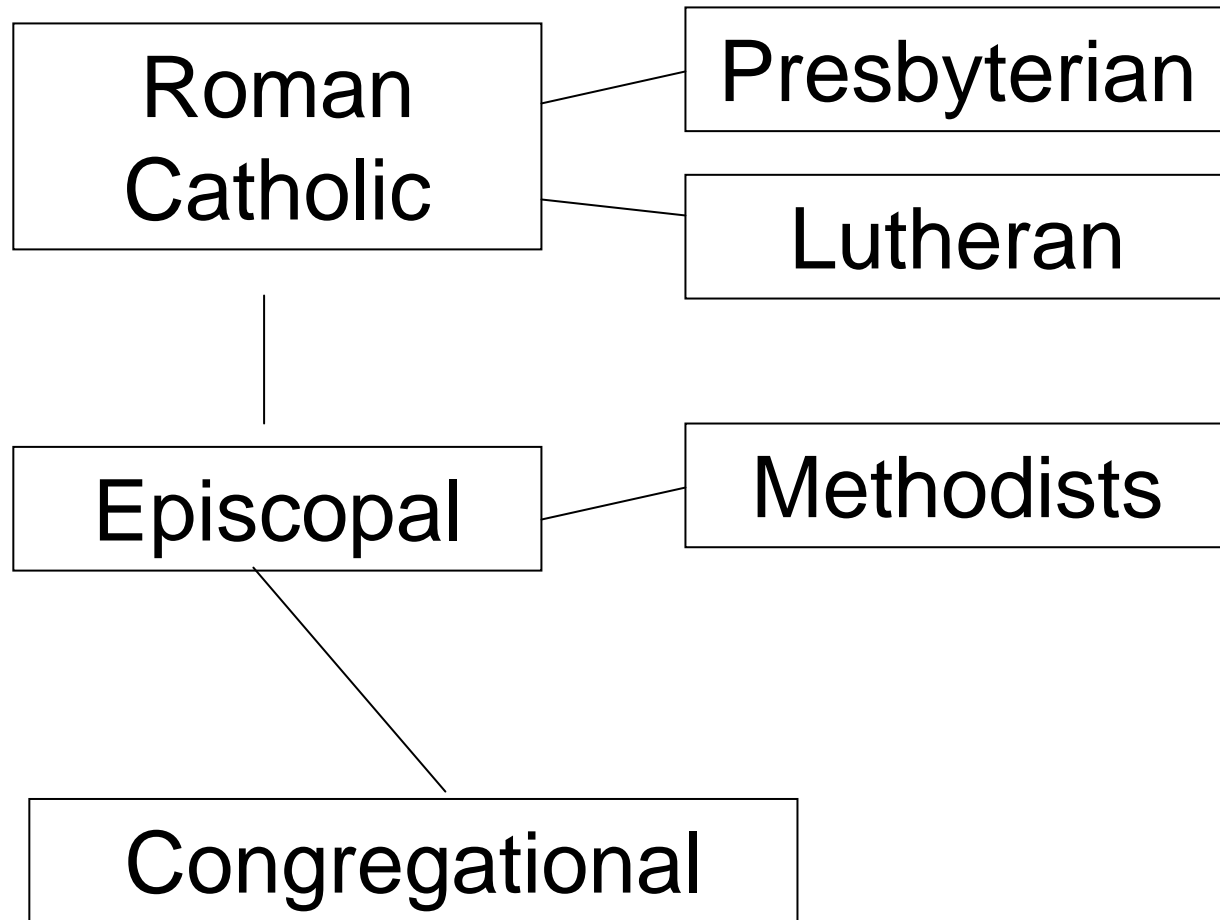 Roman
Catholic
Presbyterian
Lutheran
Episcopal
Methodists
Congregational